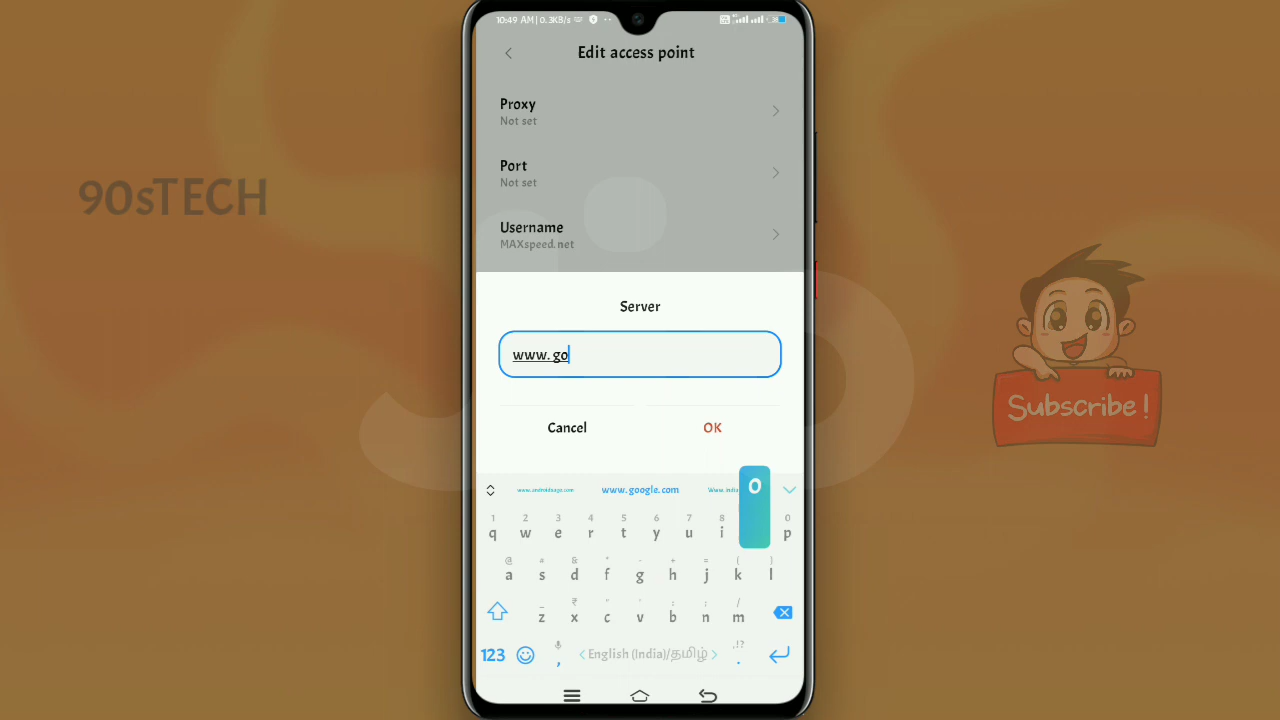 10:49 AM | 0.3KB/s
Edit access point
Proxy
Not set
Port
Not set
90sTECH
Username
MAXspeed.net
Server
www. go
Subscribe !
Cancel
OK
www.google.com
Www.india
O
1 2 3 4 5 6 7 8 0
q w e r t y u i p
a s d f g h j k l
z x c v b n m
123
, < English (India)/தமிழ் > .